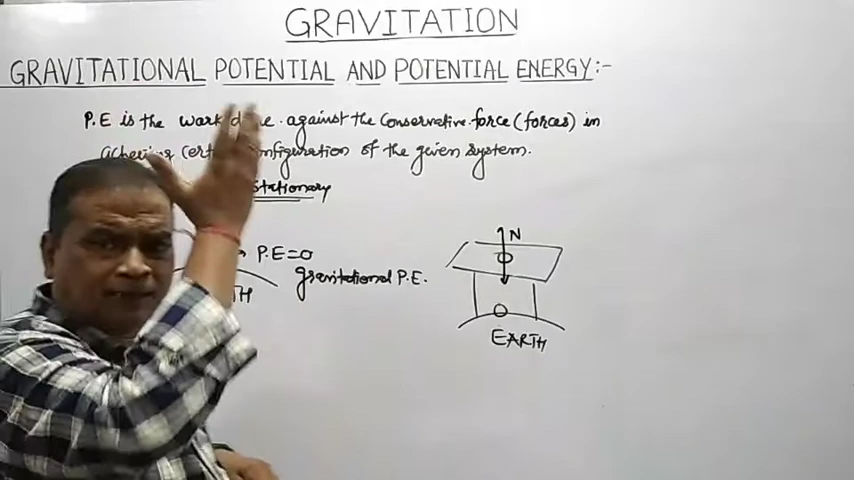 GRAVITATION
GRAVITATIONAL POTENTIAL AND POTENTIAL ENERGY:-
P.E is the work against the Conservative force (forces) in
of the given system.
Stationary
P.E=0
gravitational P.E.
N
EARTH